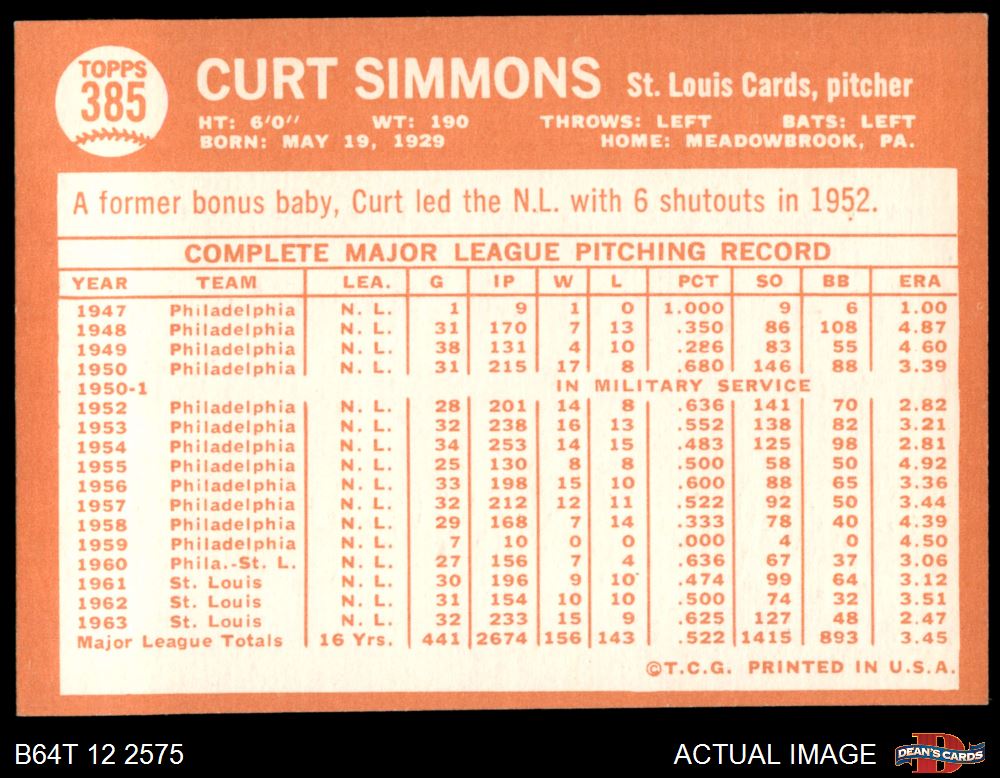 TOPPS
385
CURT SIMMONS St. Louis Cards, pitcher
HT: 6'0" WT: 190 THROWS: LEFT BATS: LEFT
BORN: MAY 19, 1929 HOME: MEADOWBROOK, PA.
A former bonus baby, Curt led the N.L. with 6 shutouts in 1952.
COMPLETE MAJOR LEAGUE PITCHING RECORD
YEAR TEAM LEA. G IP W L PCT SO BB ERA
1947 Philadelphia N. L. 1 9 1 0 1.000 9 6 1.00
1948 Philadelphia N. L. 31 170 7 13 .350 86 108 4.87
1949 Philadelphia N. L. 38 131 4 10 .286 83 55 4.60
1950 Philadelphia N. L. 31 215 17 8 .680 146 88 3.39
1950-1 IN MILITARY SERVICE
1952 Philadelphia N. L. 28 201 14 8 .636 141 70 2.82
1953 Philadelphia N. L. 32 238 16 13 .552 138 82 3.21
1954 Philadelphia N. L. 34 253 14 15 .483 125 98 2.81
1955 Philadelphia N. L. 25 130 8 8 .500 58 50 4.92
1956 Philadelphia N. L. 33 198 15 10 .600 88 65 3.36
1957 Philadelphia N. L. 32 212 12 11 .522 92 50 3.44
1958 Philadelphia N. L. 29 168 7 14 .333 78 40 4.39
1959 Philadelphia N. L. 7 10 0 0 .000 4 0 4.50
1960 Phila.-St. L. N. L. 27 156 7 4 .636 67 37 3.06
1961 St. Louis N. L. 30 196 9 10 .474 99 64 3.12
1962 St. Louis N. L. 31 154 10 10 .500 74 32 3.51
1963 St. Louis N. L. 32 233 15 9 .625 127 48 2.47
Major League Totals 16 Yrs. 441 2674 156 143 .522 1415 893 3.45
©T.C.G. PRINTED IN U.S.A.
B64T 12 2575 ACTUAL IMAGE DEAN'S CARDS